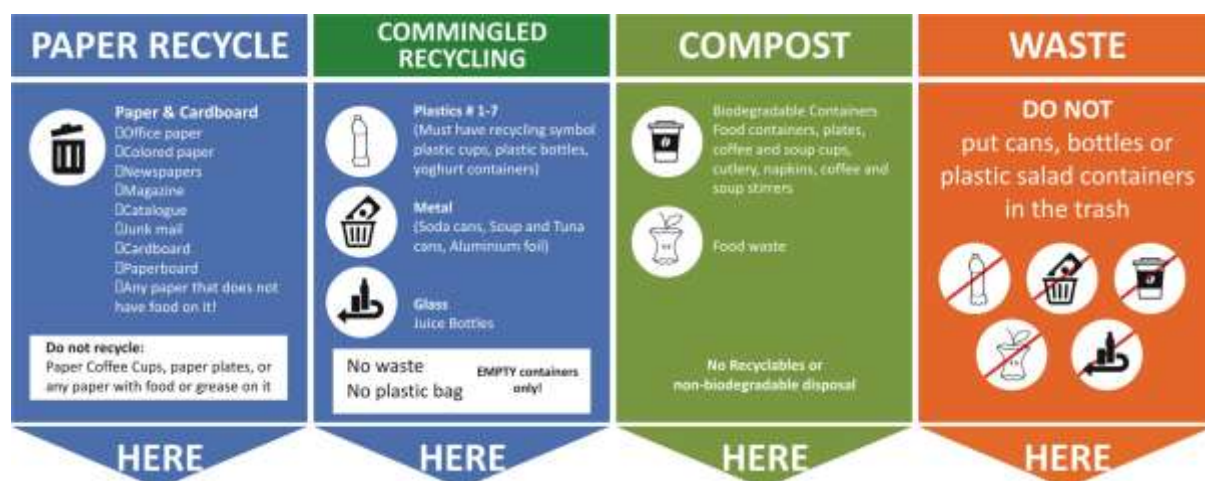 PAPER RECYCLE
Paper & Cardboard
Office paper
Colored paper
Newspapers
Magazine
Catalogue
Junk mail
Cardboard
Paperboard
Any paper that does not
have food on it!
Do not recycle:
Paper Coffee Cups, paper plates, or
any paper with food or grease on it
HERE
COMMINGLED
RECYCLING
Plastics # 1-7
(Must have recycling symbol
plastic cups, plastic bottles,
yoghurt containers)
Metal
(Soda cans, Soup and Tuna
cans, Aluminium foil)
Glass
Juice Bottles
No waste
No plastic bag
EMPTY containers
only!
HERE
COMPOST
Biodegradable Containers
Food containers, plates,
coffee and soup cups,
cutlery, napkins, coffee and
soup stirrers
Food waste
No Recyclables or
non-biodegradable disposal
HERE
WASTE
DO NOT
put cans, bottles or
plastic salad containers
in the trash
HERE